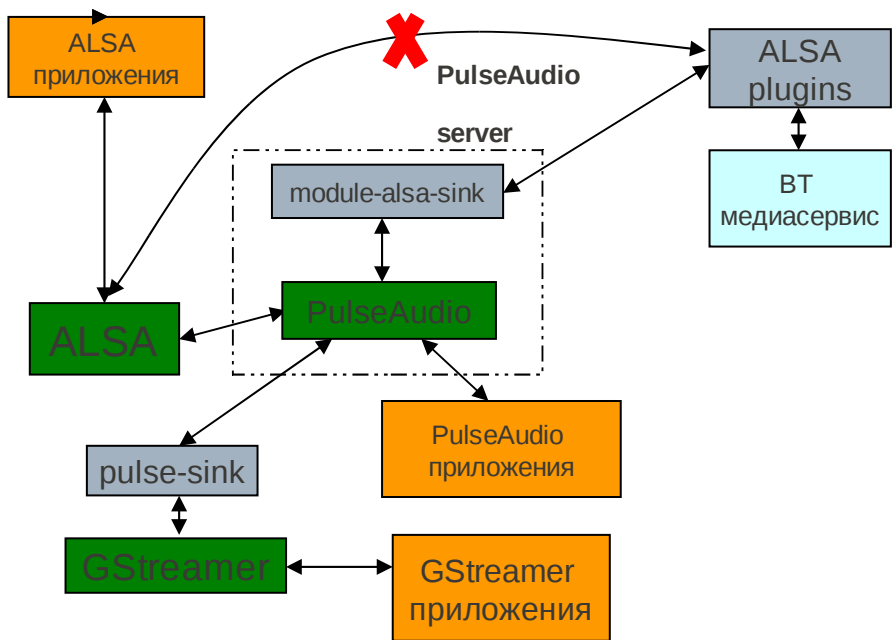 ALSA
приложения
PulseAudio
server
ALSA
plugins
module-alsa-sink
BT
медиасервис
PulseAudio
ALSA
PulseAudio
приложения
pulse-sink
GStreamer
GStreamer
приложения